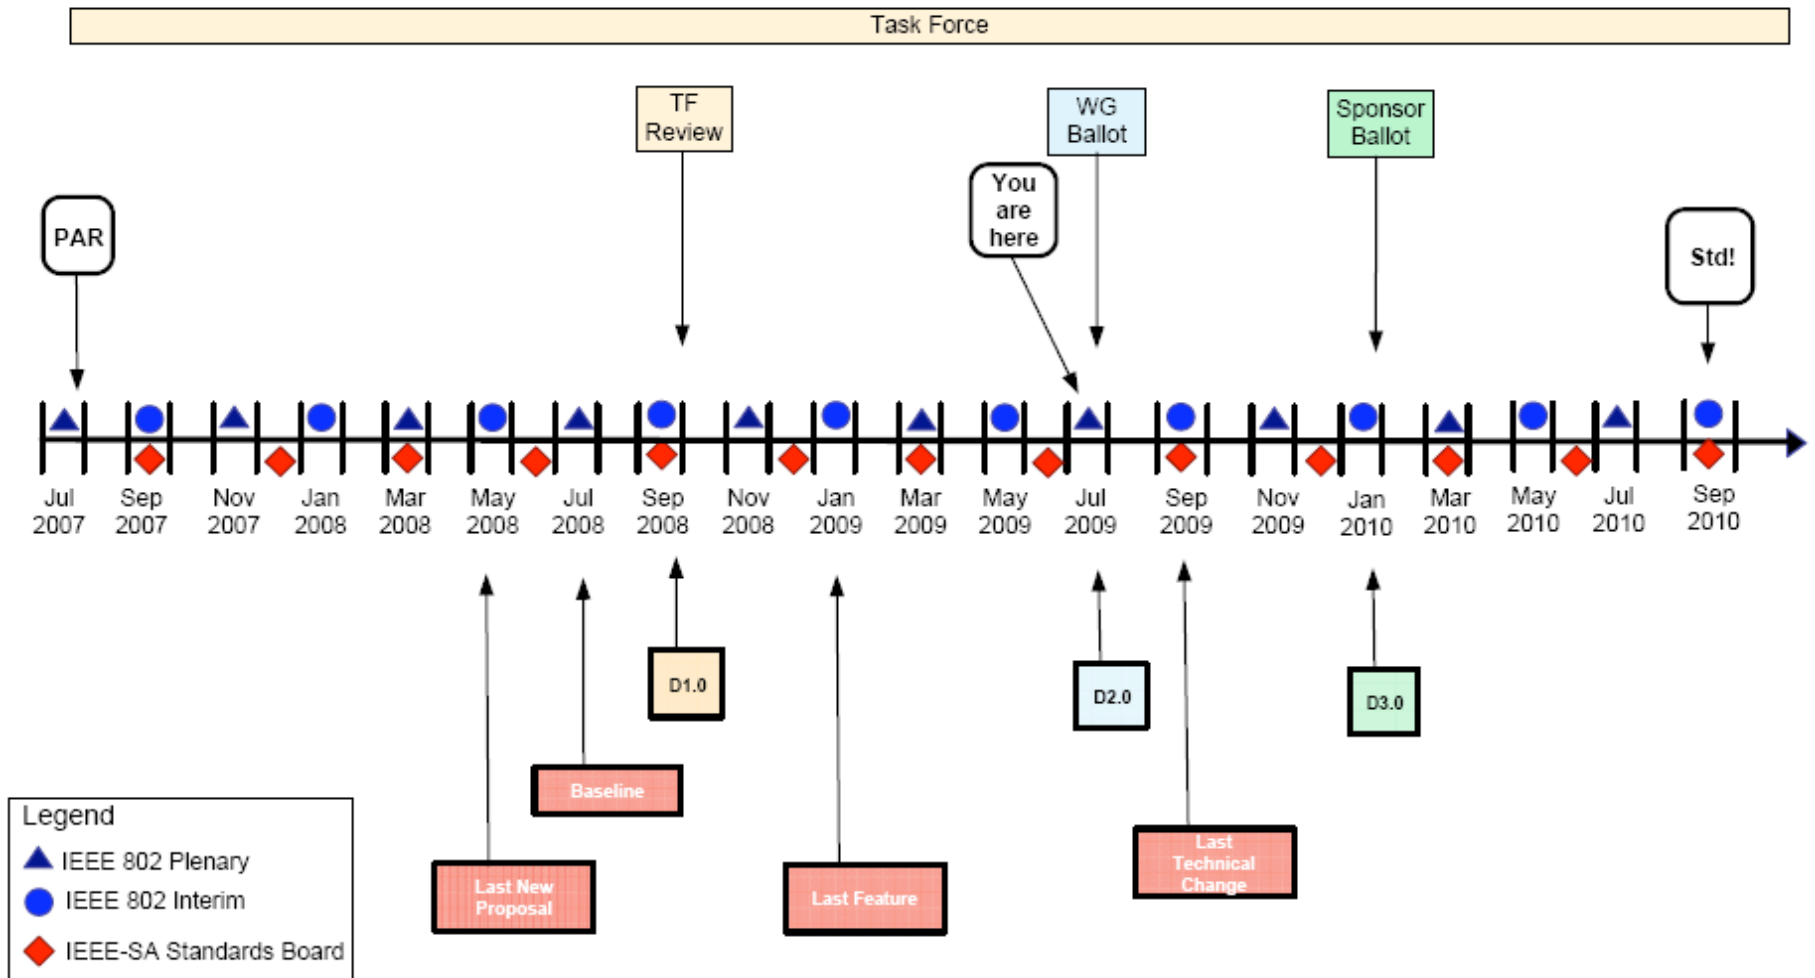 Task Force
TF
Review
WG
Ballot
Sponsor
Ballot
PAR
You
are
here
Std!
Jul
2007
Sep
2007
Nov
2007
Jan
2008
Mar
2008
May
2008
Jul
2008
Sep
2008
Nov
2008
Jan
2009
Mar
2009
May
2009
Jul
2009
Sep
2009
Nov
2009
Jan
2010
Mar
2010
May
2010
Jul
2010
Sep
2010
D1.0
D2.0
D3.0
Baseline
Last New
Proposal
Last Feature
Last
Technical
Change
Legend
IEEE 802 Plenary
IEEE 802 Interim
IEEE-SA Standards Board